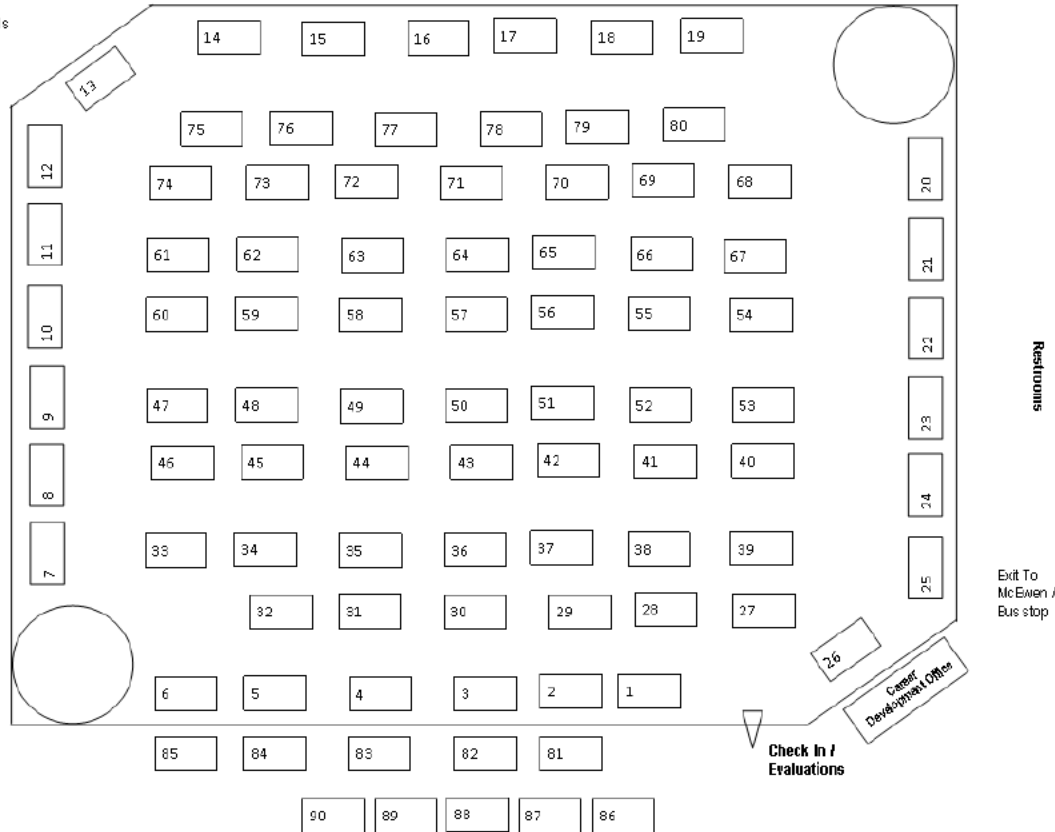 s
14 15 16 17 18 19
13
75 76 77 78 79 80
12 20
74 73 72 71 70 69 68
11 21
61 62 63 64 65 66 67
10 22
60 59 58 57 56 55 54
Restrooms
9 23
47 48 49 50 51 52 53
8 24
46 45 44 43 42 41 40
7 25
33 34 35 36 37 38 39
Exit To
McEwen /
Bus stop
32 31 30 29 28 27
26
6 5 4 3 2 1
Career
Development Office
85 84 83 82 81
Check In /
Evaluations
90 89 88 87 86